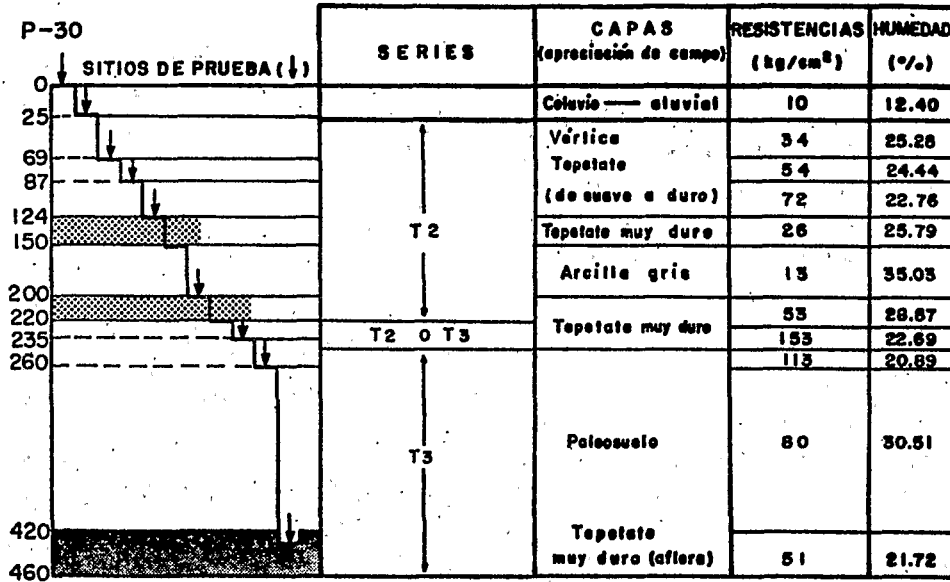 P-30
SITIOS DE PRUEBA (↓)
SERIES
CAPAS
(apreciación de campo)
RESISTENCIAS
(kg/cm²)
HUMEDAD
(%)
0
25
69
87
124
150
200
220
235
260
420
460
T2
T2 O T3
T3
Coluvio — aluvial
Vértica
Tepetate
(de suave a duro)
Tepetate muy duro
Arcilla gris
Tepetate muy duro
Paleosuelo
Tepetate
muy duro (aflora)
10
34
54
72
26
13
53
153
113
80
51
12.40
25.28
24.44
22.76
25.79
35.03
28.67
22.69
20.89
30.51
21.72